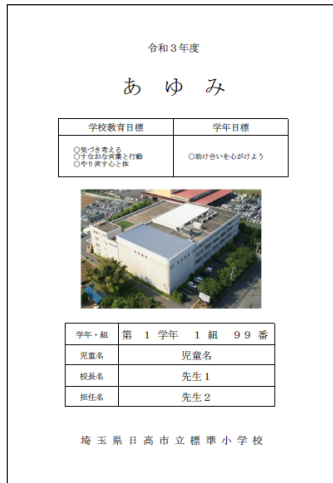 令和3年度
あゆみ
学校教育目標 学年目標
○気づき考える
○すなおな言葉と行動
○やり直す心と体
○助け合いを心がけよう
学年・組 第 1 学年 1 組 99 番
児童名 児童名
校長名 先生1
担任名 先生2
埼玉県日高市立標準小学校